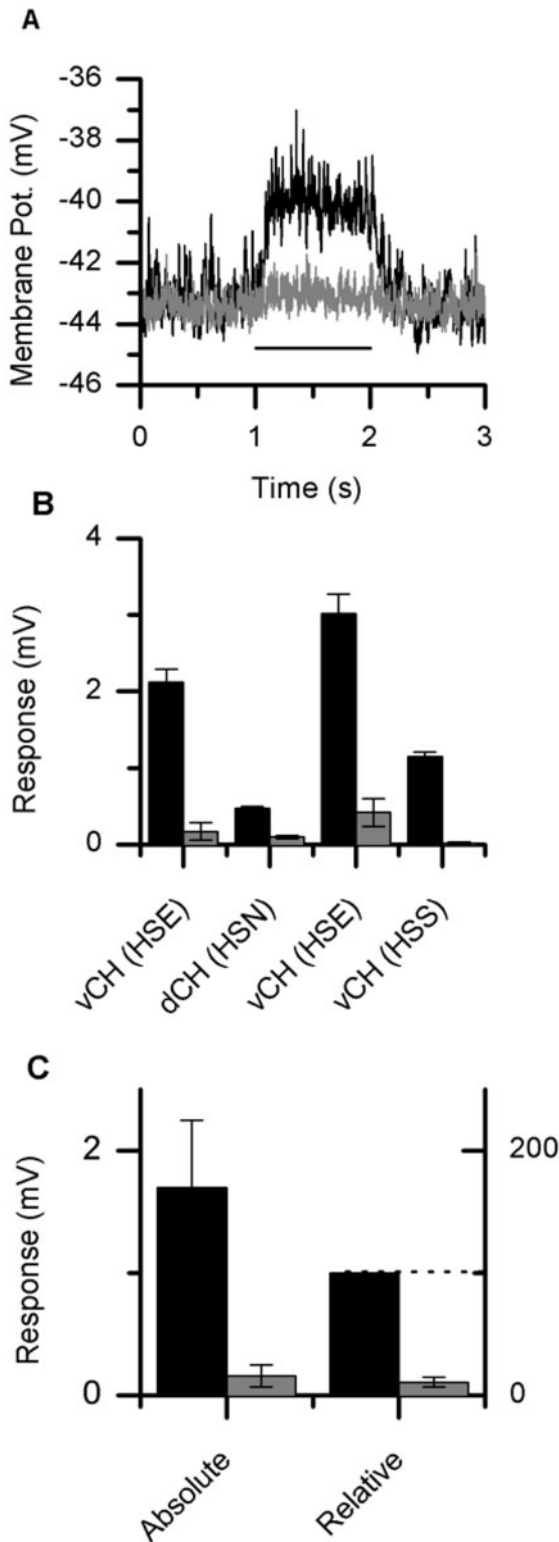 A
Membrane Pot. (mV)
-36
-38
-40
-42
-44
-46
0 1 2 3
Time (s)
B
Response (mV)
4
2
0
vCH (HSE)
dCH (HSN)
vCH (HSE)
vCH (HSS)
C
Response (mV)
2
0
200
0
Absolute
Relative